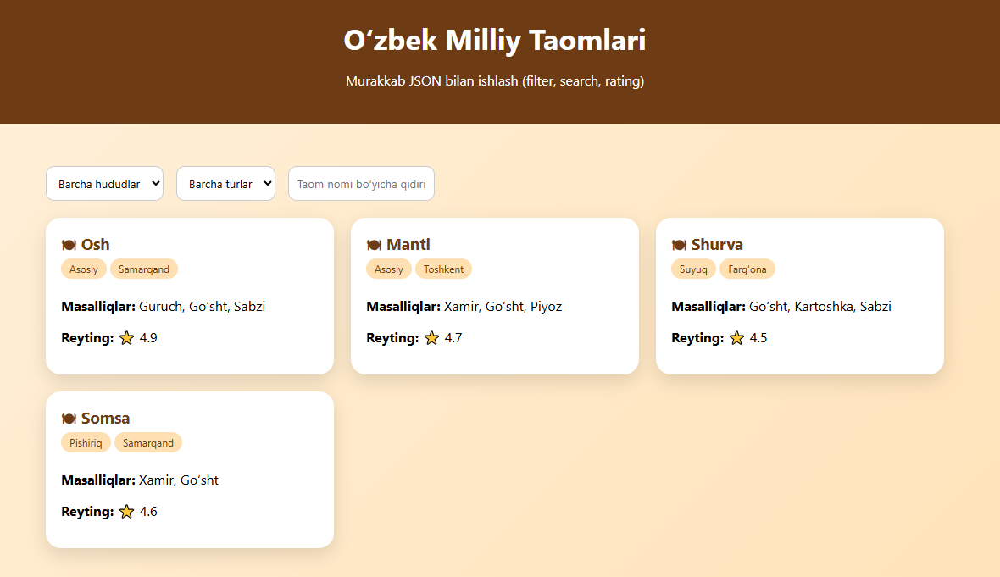 O‘zbek Milliy Taomlari
Murakkab JSON bilan ishlash (filter, search, rating)
Barcha hududlar
Barcha turlar
Taom nomi bo‘yicha qidiri
🍽 Osh
Asosiy Samarqand
Masalliqlar: Guruch, Go‘sht, Sabzi
Reyting: ⭐ 4.9
🍽 Manti
Asosiy Toshkent
Masalliqlar: Xamir, Go‘sht, Piyoz
Reyting: ⭐ 4.7
🍽 Shurva
Suyuq Farg‘ona
Masalliqlar: Go‘sht, Kartoshka, Sabzi
Reyting: ⭐ 4.5
🍽 Somsa
Pishiriq Samarqand
Masalliqlar: Xamir, Go‘sht
Reyting: ⭐ 4.6